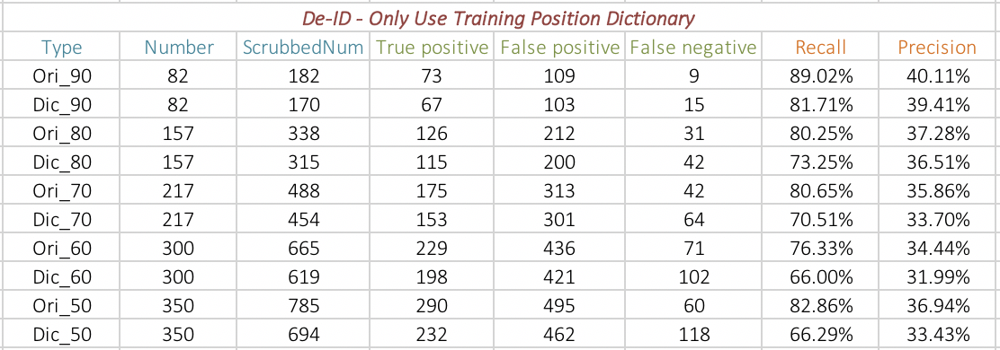 De-ID - Only Use Training Position Dictionary
Type Number ScrubbedNum True positive False positive False negative Recall Precision
Ori_90 82 182 73 109 9 89.02% 40.11%
Dic_90 82 170 67 103 15 81.71% 39.41%
Ori_80 157 338 126 212 31 80.25% 37.28%
Dic_80 157 315 115 200 42 73.25% 36.51%
Ori_70 217 488 175 313 42 80.65% 35.86%
Dic_70 217 454 153 301 64 70.51% 33.70%
Ori_60 300 665 229 436 71 76.33% 34.44%
Dic_60 300 619 198 421 102 66.00% 31.99%
Ori_50 350 785 290 495 60 82.86% 36.94%
Dic_50 350 694 232 462 118 66.29% 33.43%